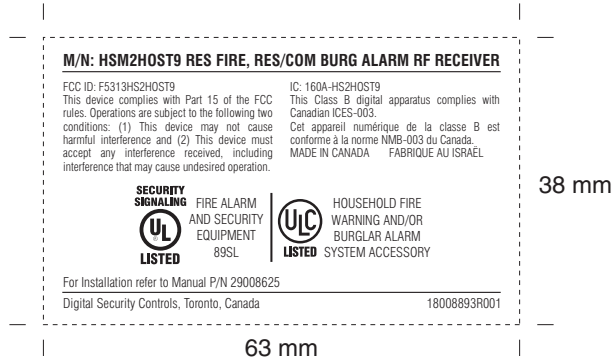 M/N: HSM2HOST9 RES FIRE, RES/COM BURG ALARM RF RECEIVER
FCC ID: F5313HS2HOST9
This device complies with Part 15 of the FCC
rules. Operations are subject to the following two
conditions: (1) This device may not cause
harmful interference and (2) This device must
accept any interference received, including
interference that may cause undesired operation.
IC: 160A-HS2HOST9
This Class B digital apparatus complies with
Canadian ICES-003.
Cet appareil numérique de la classe B est
conforme à la norme NMB-003 du Canada.
MADE IN CANADA FABRIQUE AU ISRAËL
SECURITY
SIGNALING
UL
LISTED
FIRE ALARM
AND SECURITY
EQUIPMENT
89SL
ULC
LISTED
HOUSEHOLD FIRE
WARNING AND/OR
BURGLAR ALARM
SYSTEM ACCESSORY
For Installation refer to Manual P/N 29008625
Digital Security Controls, Toronto, Canada 18008893R001
38 mm
63 mm